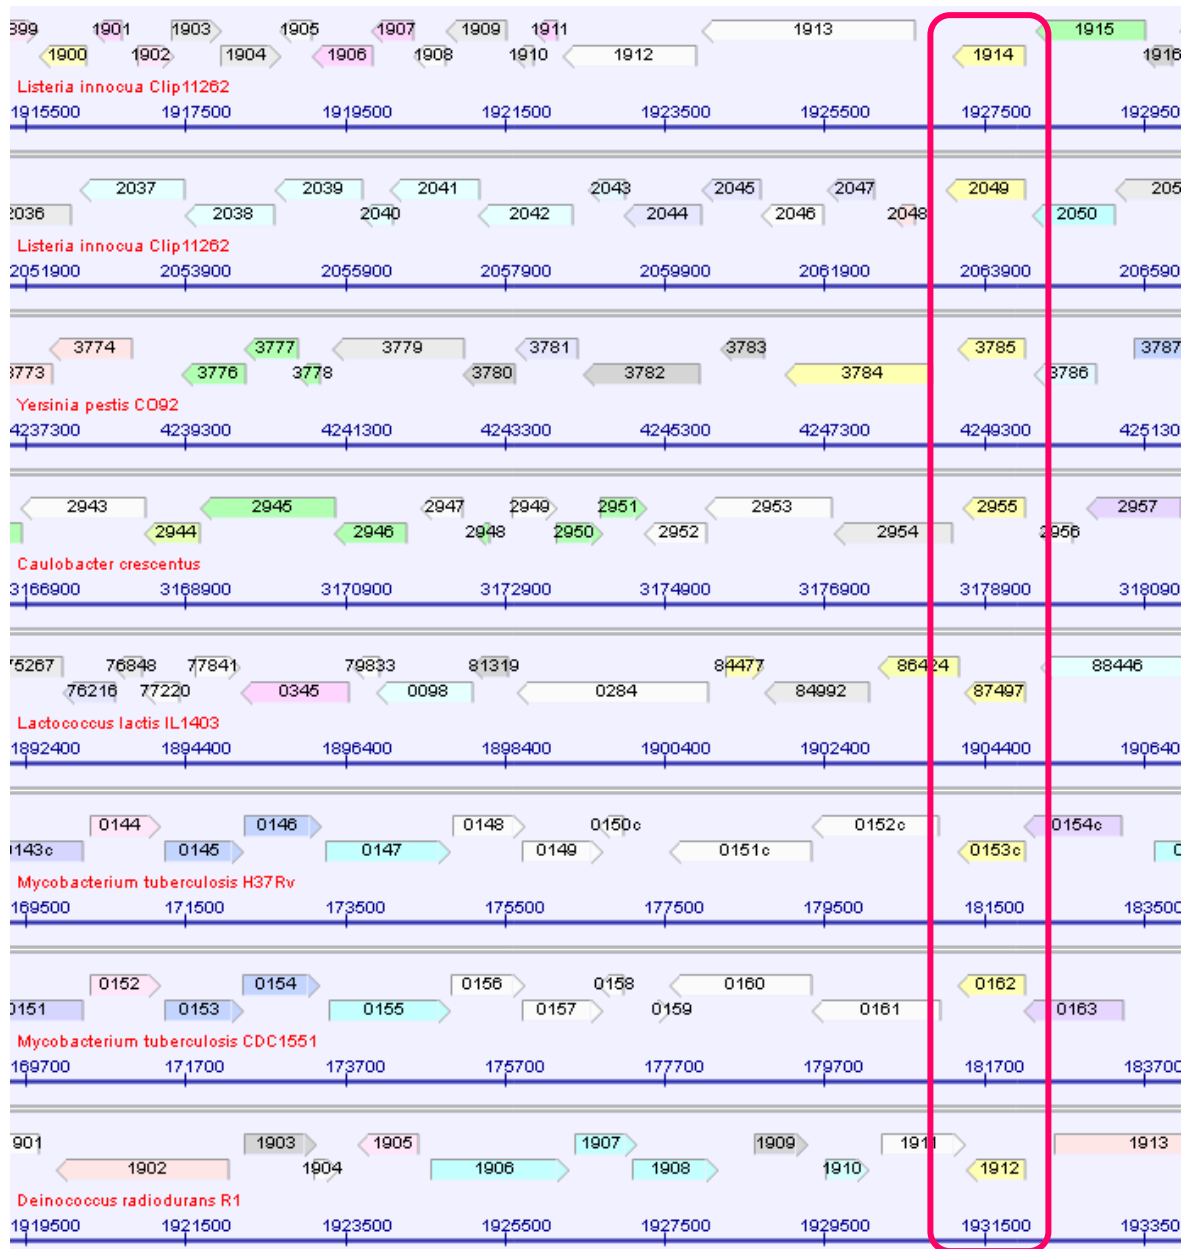 899 1901 1903 1905 1907 1909 1911 1913 1915
1900 1902 1904 1906 1908 1910 1912 1914 1916
Listeria innocua Clip11262
1915500 1917500 1919500 1921500 1923500 1925500 1927500 192950
2037 2039 2041 2043 2045 2047 2049 205
2036 2038 2040 2042 2044 2046 2048 2050
Listeria innocua Clip11262
2051900 2053900 2055900 2057900 2059900 2061900 2063900 206590
3774 3777 3779 3781 3783 3785 3787
3773 3776 3778 3780 3782 3784 3786
Yersinia pestis CO92
4237300 4239300 4241300 4243300 4245300 4247300 4249300 425130
2943 2945 2947 2949 2951 2953 2955 2957
2944 2946 2948 2950 2952 2954 2956
Caulobacter crescentus
3166900 3168900 3170900 3172900 3174900 3176900 3178900 318090
75267 76848 77841 79833 81319 84477 86424 88446
76216 77220 0345 0098 0284 84992 87497
Lactococcus lactis IL1403
1892400 1894400 1896400 1898400 1900400 1902400 1904400 190640
0144 0146 0148 0150c 0152c 0154c
0143c 0145 0147 0149 0151c 0153c 0
Mycobacterium tuberculosis H37Rv
169500 171500 173500 175500 177500 179500 181500 183500
0152 0154 0156 0158 0160 0162
0151 0153 0155 0157 0159 0161 0163
Mycobacterium tuberculosis CDC1551
169700 171700 173700 175700 177700 179700 181700 183700
901 1903 1905 1907 1909 1911 1913
1902 1904 1906 1908 1910 1912
Deinococcus radiodurans R1
1919500 1921500 1923500 1925500 1927500 1929500 1931500 193350